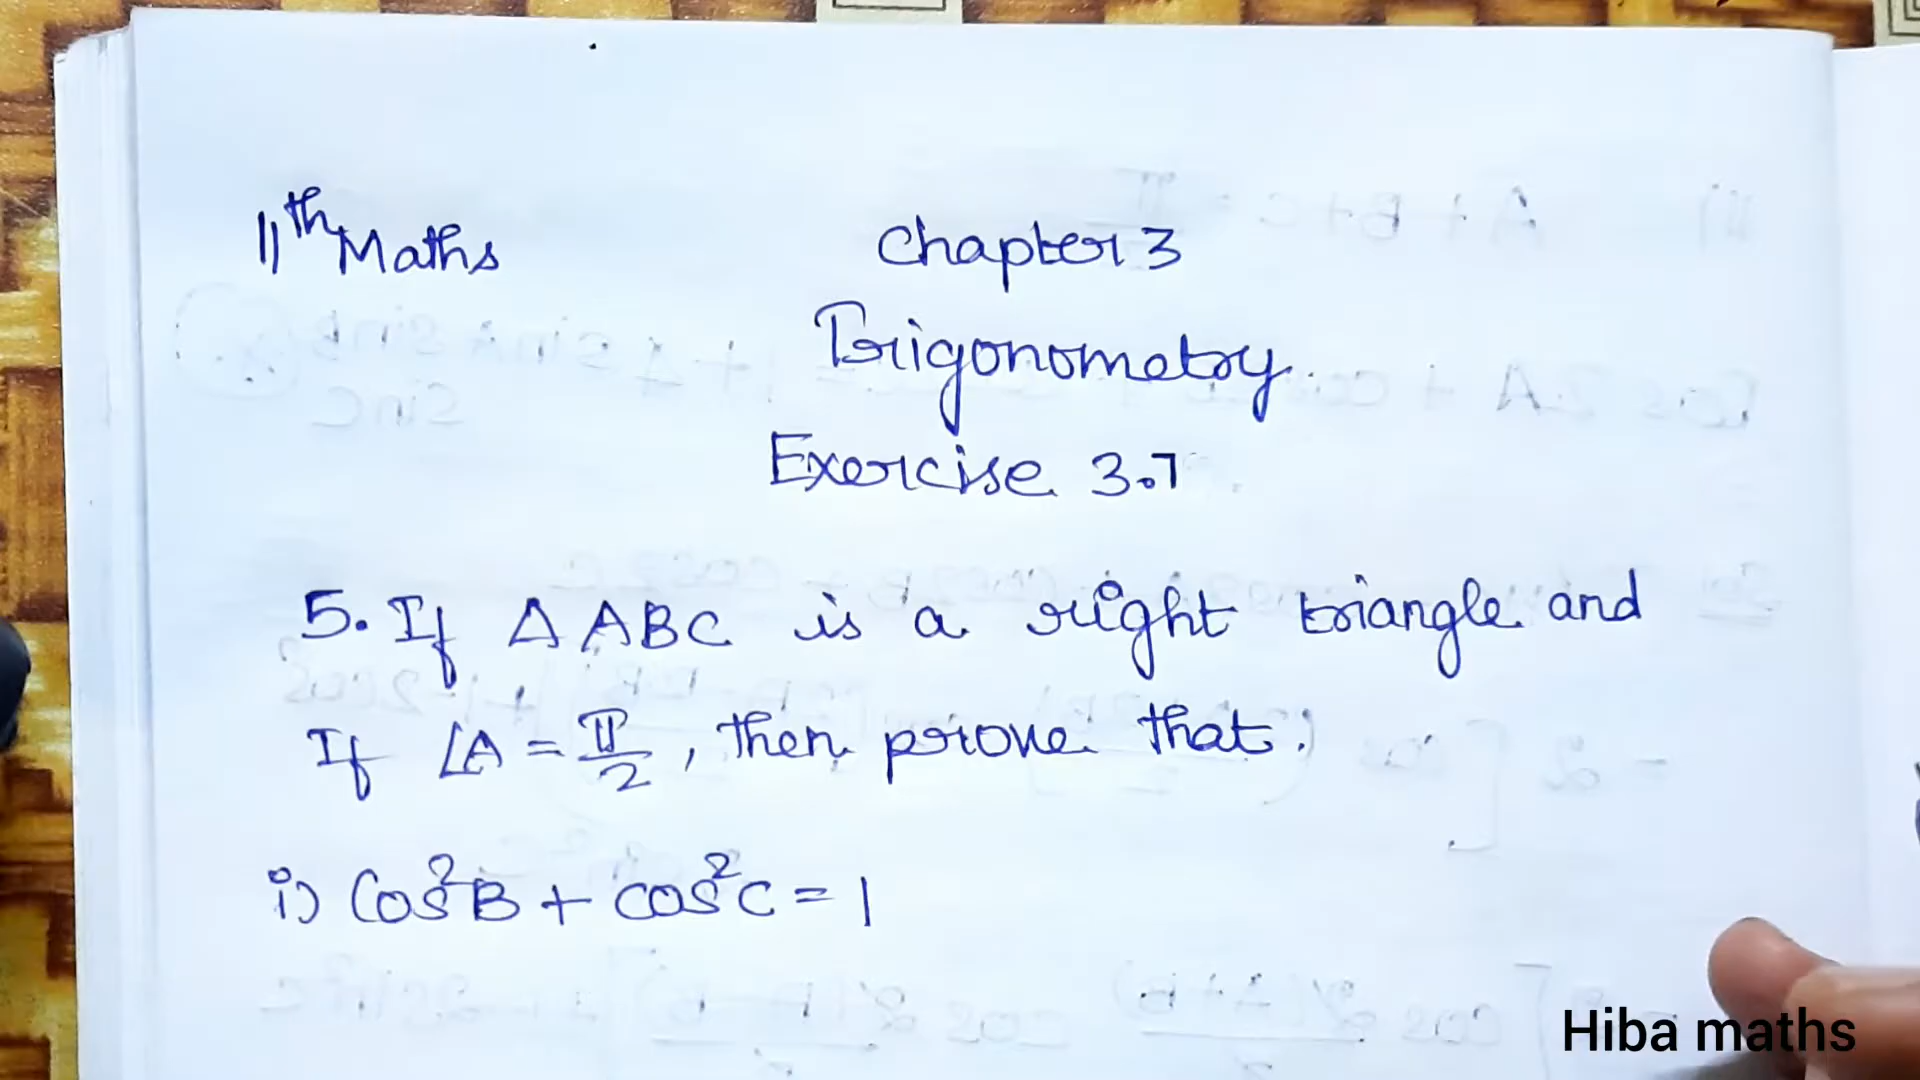 11th Maths
Chapter 3
Trigonometry
Exercise 3.7
5. If Δ ABC is a right triangle and
If ∠A = π/2, then prove that:
i) Cos²B + cos²C = 1
Hiba maths